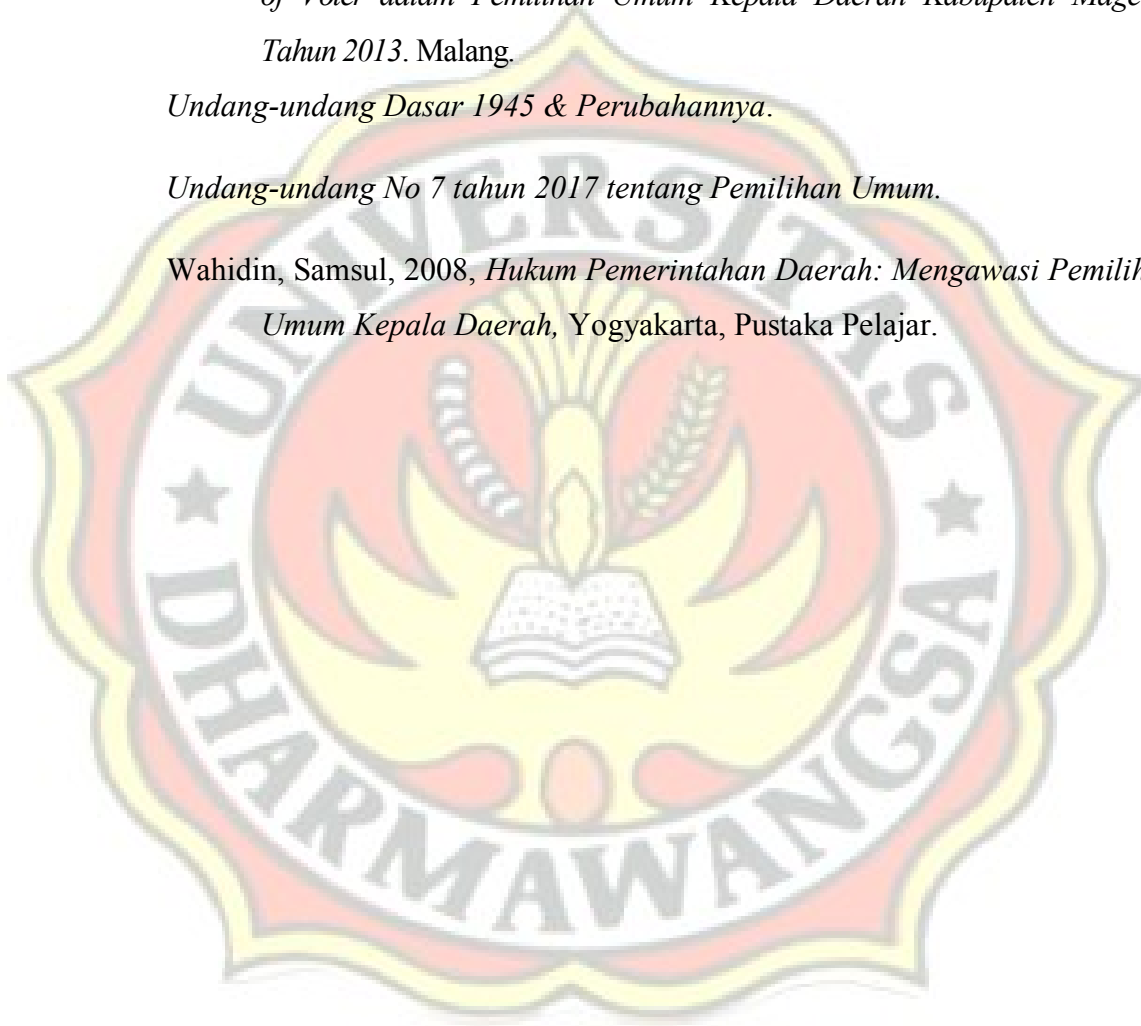 of Voter dalam Pemilihan Umum Kepala Daerah Kabupaten Mage
Tahun 2013. Malang.
Undang-undang Dasar 1945 & Perubahannya.
Undang-undang No 7 tahun 2017 tentang Pemilihan Umum.
Wahidin, Samsul, 2008, Hukum Pemerintahan Daerah: Mengawasi Pemilih
Umum Kepala Daerah, Yogyakarta, Pustaka Pelajar.
UNIVERSITAS
DHARMAWANGSA